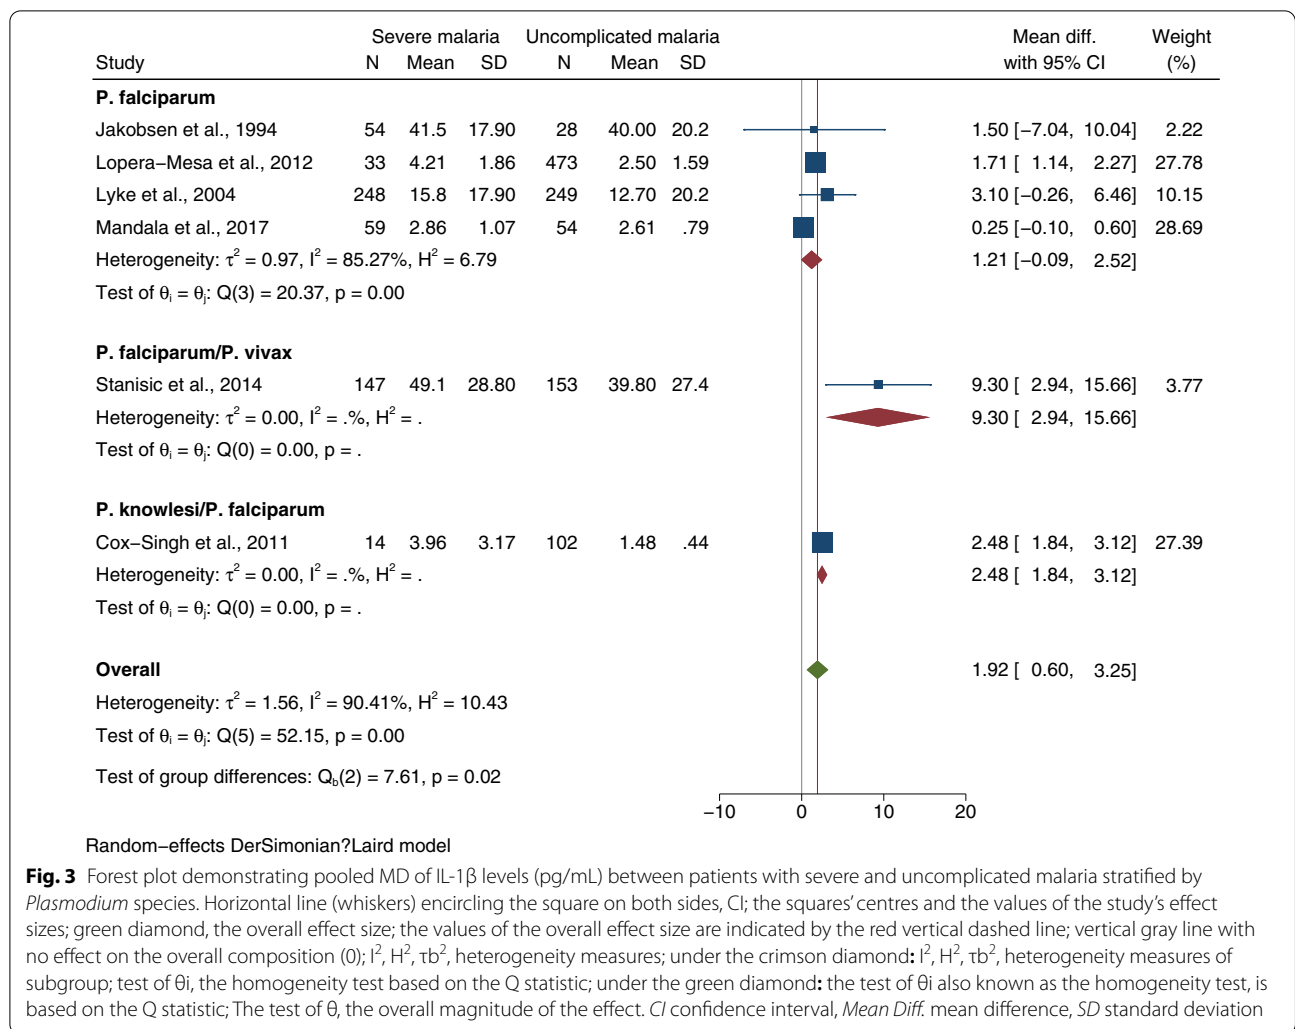 Severe malaria Uncomplicated malaria Mean diff. Weight
Study N Mean SD N Mean SD with 95% CI (%)
P. falciparum
Jakobsen et al., 1994 54 41.5 17.90 28 40.00 20.2 1.50 [−7.04, 10.04] 2.22
Lopera−Mesa et al., 2012 33 4.21 1.86 473 2.50 1.59 1.71 [ 1.14, 2.27] 27.78
Lyke et al., 2004 248 15.8 17.90 249 12.70 20.2 3.10 [−0.26, 6.46] 10.15
Mandala et al., 2017 59 2.86 1.07 54 2.61 .79 0.25 [−0.10, 0.60] 28.69
Heterogeneity: τ² = 0.97, I² = 85.27%, H² = 6.79 1.21 [−0.09, 2.52]
Test of θᵢ = θⱼ: Q(3) = 20.37, p = 0.00
P. falciparum/P. vivax
Stanisic et al., 2014 147 49.1 28.80 153 39.80 27.4 9.30 [ 2.94, 15.66] 3.77
Heterogeneity: τ² = 0.00, I² = .%, H² = . 9.30 [ 2.94, 15.66]
Test of θᵢ = θⱼ: Q(0) = 0.00, p = .
P. knowlesi/P. falciparum
Cox−Singh et al., 2011 14 3.96 3.17 102 1.48 .44 2.48 [ 1.84, 3.12] 27.39
Heterogeneity: τ² = 0.00, I² = .%, H² = . 2.48 [ 1.84, 3.12]
Test of θᵢ = θⱼ: Q(0) = 0.00, p = .
Overall 1.92 [ 0.60, 3.25]
Heterogeneity: τ² = 1.56, I² = 90.41%, H² = 10.43
Test of θᵢ = θⱼ: Q(5) = 52.15, p = 0.00
Test of group differences: Q_b(2) = 7.61, p = 0.02
−10 0 10 20
Random−effects DerSimonian?Laird model
Fig. 3 Forest plot demonstrating pooled MD of IL-1β levels (pg/mL) between patients with severe and uncomplicated malaria stratified by
Plasmodium species. Horizontal line (whiskers) encircling the square on both sides, CI; the squares’ centres and the values of the study’s effect
sizes; green diamond, the overall effect size; the values of the overall effect size are indicated by the red vertical dashed line; vertical gray line with
no effect on the overall composition (0); I², H², τb², heterogeneity measures; under the crimson diamond: I², H², τb², heterogeneity measures of
subgroup; test of θi, the homogeneity test based on the Q statistic; under the green diamond: the test of θi also known as the homogeneity test, is
based on the Q statistic; The test of θ, the overall magnitude of the effect. CI confidence interval, Mean Diff. mean difference, SD standard deviation